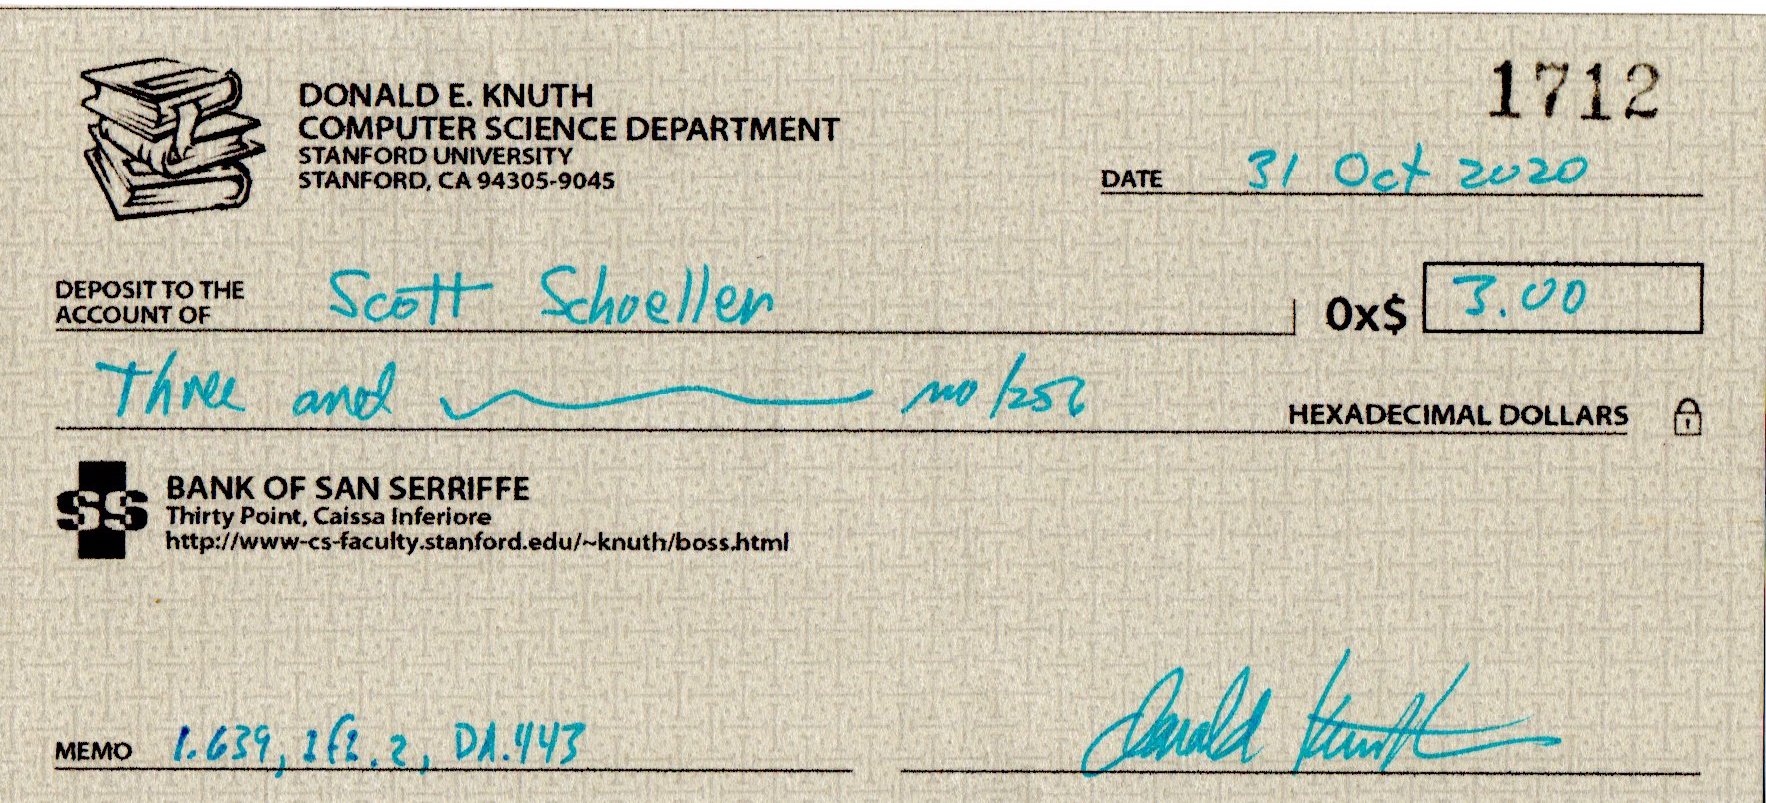 DONALD E. KNUTH
COMPUTER SCIENCE DEPARTMENT
STANFORD UNIVERSITY
STANFORD, CA 94305-9045
1712
DATE 31 Oct 2020
DEPOSIT TO THE
ACCOUNT OF Scott Schoeller 0x$ 3.00
Three and no/256 HEXADECIMAL DOLLARS
SS
BANK OF SAN SERRIFFE
Thirty Point, Caissa Inferiore
http://www-cs-faculty.stanford.edu/~knuth/boss.html
MEMO 1.639, 1f2.2, DA.443
Donald Knuth